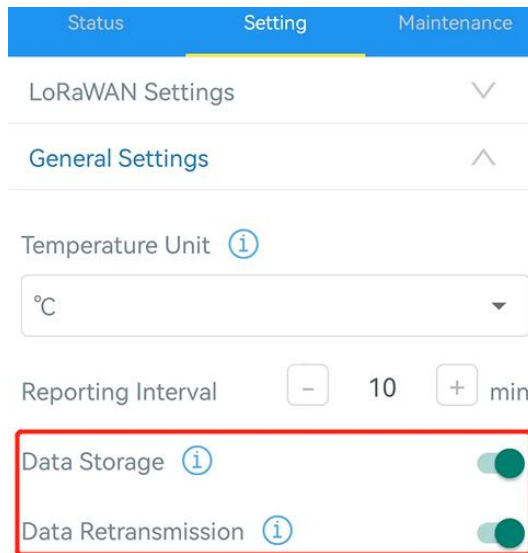 Status Setting Maintenance
LoRaWAN Settings
General Settings
Temperature Unit i
℃
Reporting Interval - 10 + min
Data Storage i
Data Retransmission i